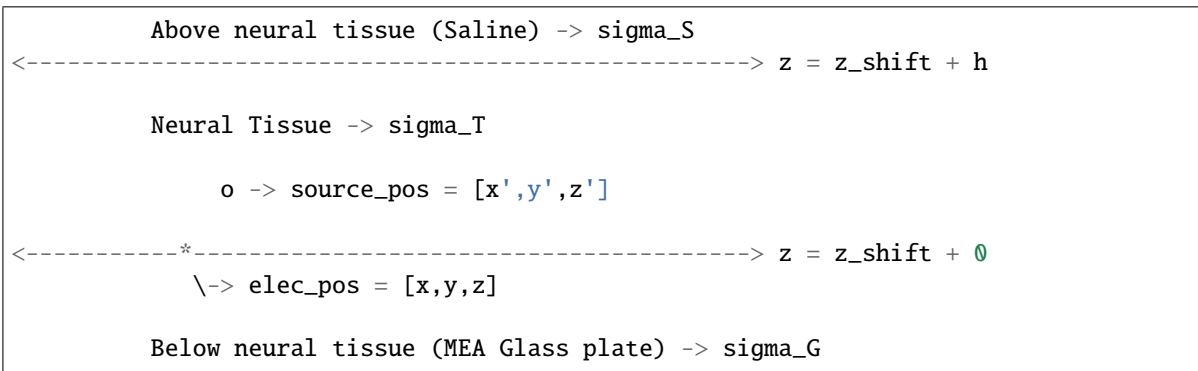 Above neural tissue (Saline) -> sigma_S
<----------------------------------------------------> z = z_shift + h
Neural Tissue -> sigma_T
o -> source_pos = [x',y',z']
<-----------*----------------------------------------> z = z_shift + 0
\-> elec_pos = [x,y,z]
Below neural tissue (MEA Glass plate) -> sigma_G